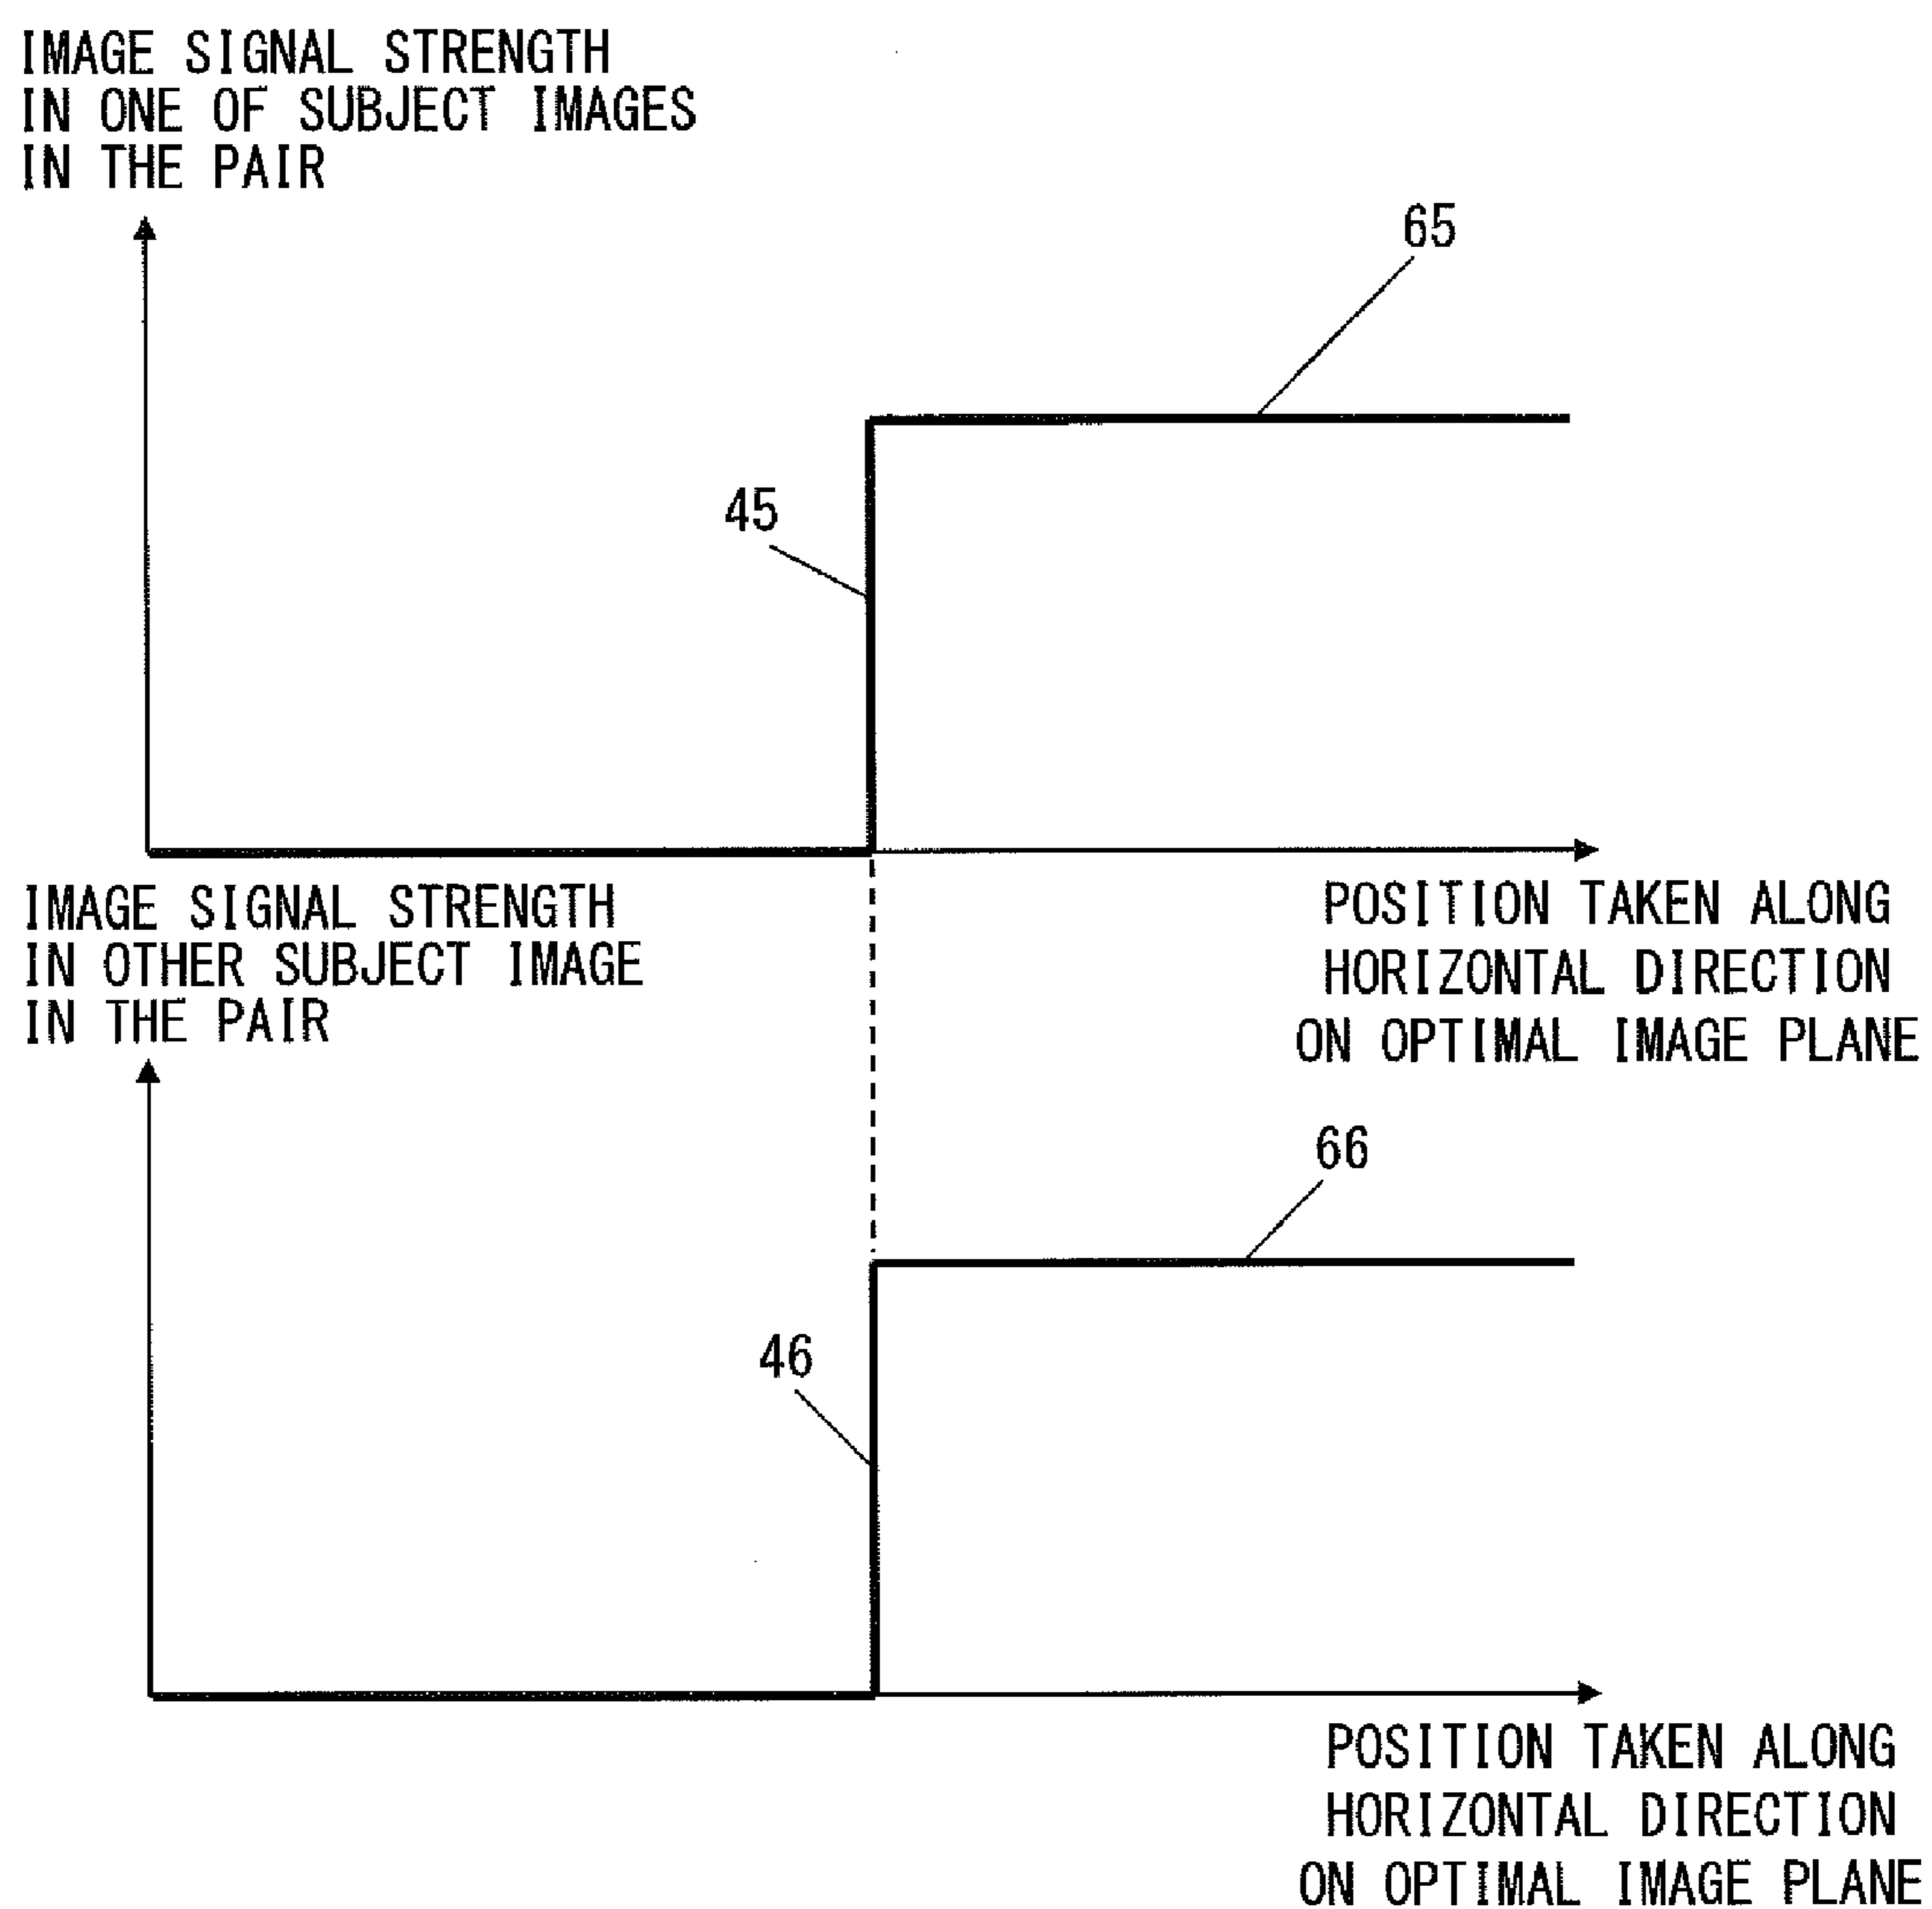 IMAGE SIGNAL STRENGTH
IN ONE OF SUBJECT IMAGES
IN THE PAIR
65
45
POSITION TAKEN ALONG
HORIZONTAL DIRECTION
ON OPTIMAL IMAGE PLANE
IMAGE SIGNAL STRENGTH
IN OTHER SUBJECT IMAGE
IN THE PAIR
66
46
POSITION TAKEN ALONG
HORIZONTAL DIRECTION
ON OPTIMAL IMAGE PLANE